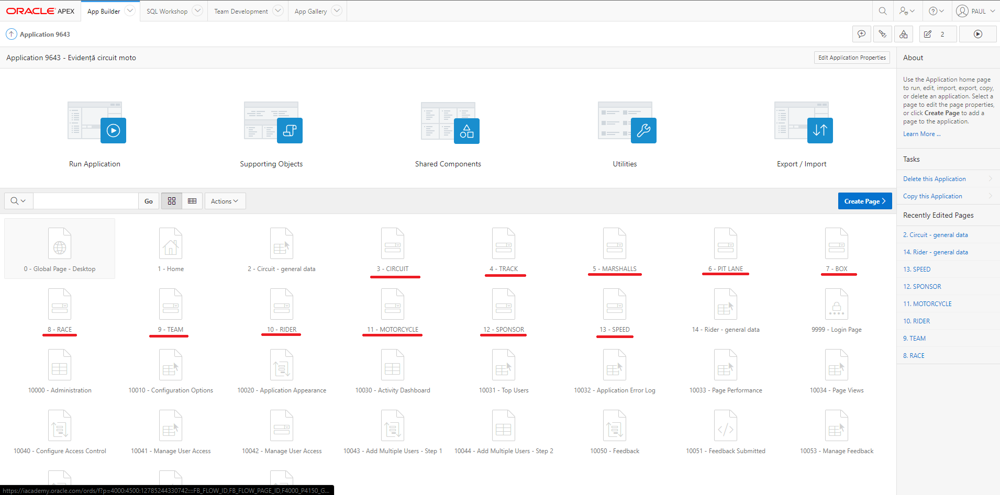 ORACLE APEX App Builder SQL Workshop Team Development App Gallery PAUL
Application 9643 2
Application 9643 - Evidență circuit moto Edit Application Properties
Run Application Supporting Objects Shared Components Utilities Export / Import
Go Actions Create Page
0 - Global Page - Desktop 1 - Home 2 - Circuit - general data 3 - CIRCUIT 4 - TRACK 5 - MARSHALLS 6 - PIT LANE 7 - BOX
8 - RACE 9 - TEAM 10 - RIDER 11 - MOTORCYCLE 12 - SPONSOR 13 - SPEED 14 - Rider - general data 9999 - Login Page
10000 - Administration 10010 - Configuration Options 10020 - Application Appearance 10030 - Activity Dashboard 10031 - Top Users 10032 - Application Error Log 10033 - Page Performance 10034 - Page Views
10040 - Configure Access Control 10041 - Manage User Access 10042 - Manage User Access 10043 - Add Multiple Users - Step 1 10044 - Add Multiple Users - Step 2 10050 - Feedback 10051 - Feedback Submitted 10053 - Manage Feedback
https://iacademy.oracle.com/ords/f?p=4000:4500:12785244330742::::FB_FLOW_ID,FB_FLOW_PAGE_ID,F4000_P4150_G...
About
Use the Application home page
to run, edit, import, export, copy,
or delete an application. Select a
page to edit the page properties,
or click Create Page to add a
page to the application.
Learn More ...
Tasks
Delete this Application
Copy this Application
Recently Edited Pages
2. Circuit - general data
14. Rider - general data
13. SPEED
12. SPONSOR
11. MOTORCYCLE
10. RIDER
9. TEAM
8. RACE